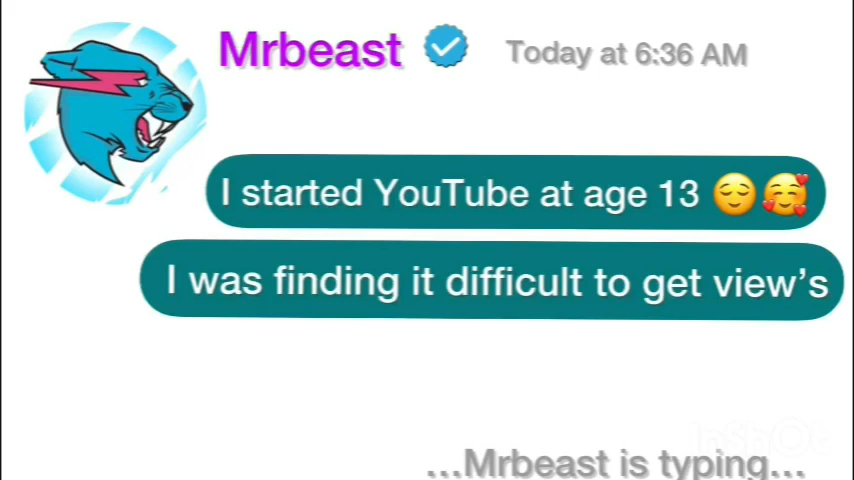 Mrbeast Today at 6:36 AM
I started YouTube at age 13 😌🥰
I was finding it difficult to get view’s
InShOt
...Mrbeast is typing...